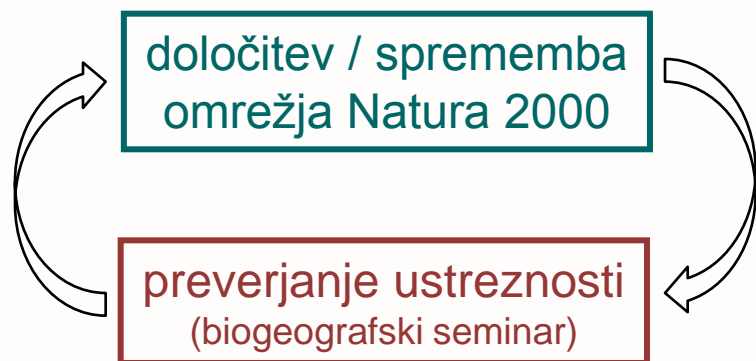 določitev / sprememba
omrežja Natura 2000
preverjanje ustreznosti
(biogeografski seminar)